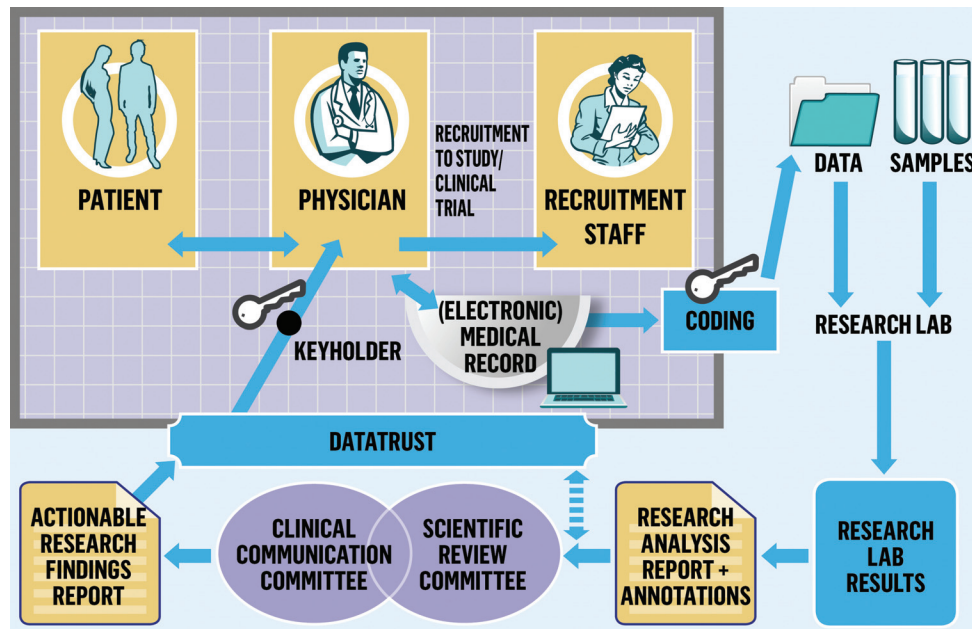 PATIENT
PHYSICIAN
RECRUITMENT
TO STUDY/
CLINICAL
TRIAL
RECRUITMENT
STAFF
DATA
SAMPLES
KEYHOLDER
(ELECTRONIC)
MEDICAL
RECORD
CODING
RESEARCH LAB
DATATRUST
ACTIONABLE
RESEARCH
FINDINGS
REPORT
CLINICAL
COMMUNICATION
COMMITTEE
SCIENTIFIC
REVIEW
COMMITTEE
RESEARCH
ANALYSIS
REPORT +
ANNOTATIONS
RESEARCH
LAB
RESULTS